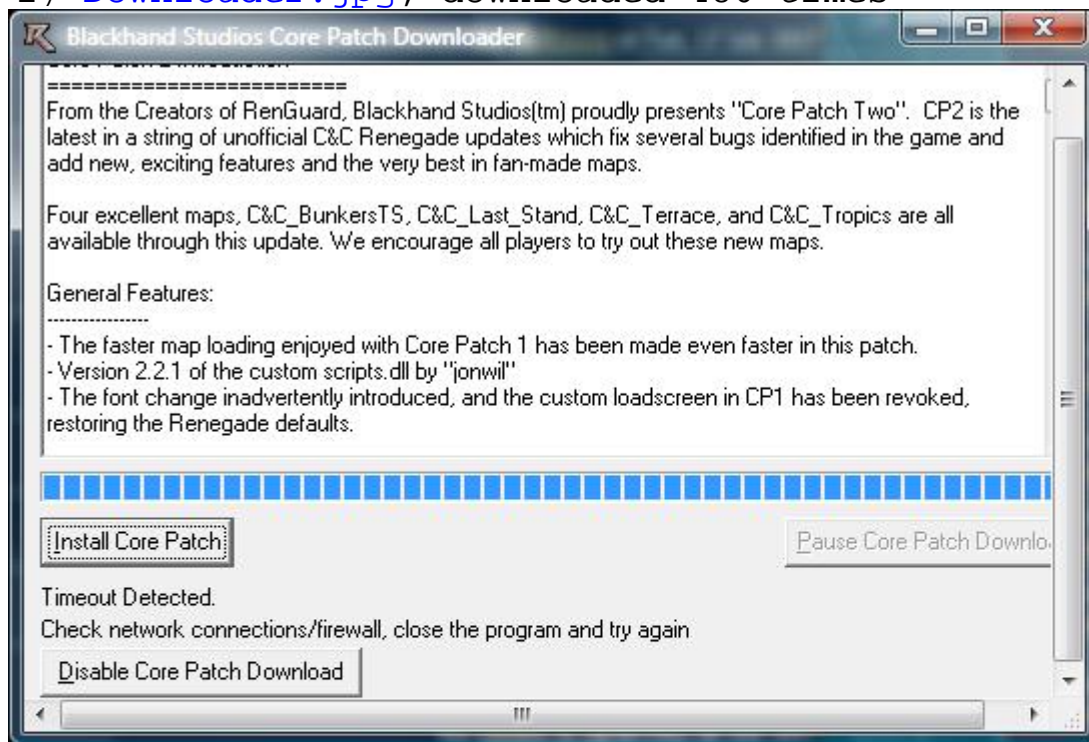 Blackhand Studios Core Patch Downloader
==========================
From the Creators of RenGuard, Blackhand Studios(tm) proudly presents "Core Patch Two".  CP2 is the
latest in a string of unofficial C&C Renegade updates which fix several bugs identified in the game and
add new, exciting features and the very best in fan-made maps.
Four excellent maps, C&C_BunkersTS, C&C_Last_Stand, C&C_Terrace, and C&C_Tropics are all
available through this update. We encourage all players to try out these new maps.
General Features:
-----------------
- The faster map loading enjoyed with Core Patch 1 has been made even faster in this patch.
- Version 2.2.1 of the custom scripts.dll by "jonwil"
- The font change inadvertently introduced, and the custom loadscreen in CP1 has been revoked,
restoring the Renegade defaults.
Install Core Patch
Pause Core Patch Downlo
Timeout Detected.
Check network connections/firewall, close the program and try again
Disable Core Patch Download